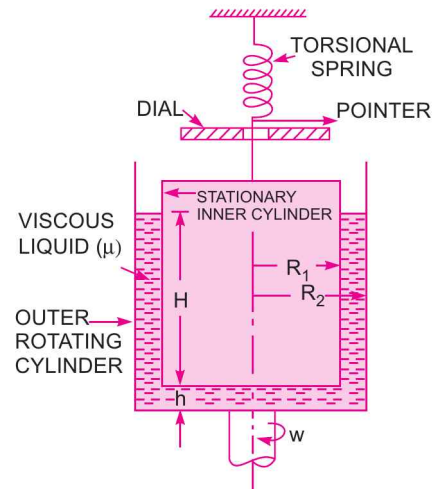 TORSIONAL
SPRING
DIAL
POINTER
STATIONARY
INNER CYLINDER
VISCOUS
LIQUID (μ)
R₁
R₂
H
OUTER
ROTATING
CYLINDER
h
w